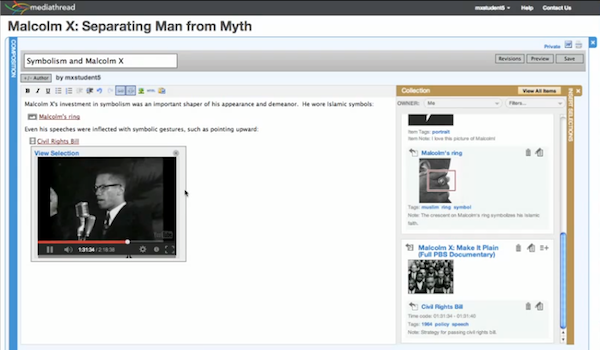 mediathread
mxstudent5
Help
Contact Us
Malcolm X: Separating Man from Myth
COMPOSITION
Private
Symbolism and Malcolm X
Revisions
Preview
Save
Author
by mxstudent5
B I U
Malcolm X's investment in symbolism was an important shaper of his appearance and demeanor. He wore Islamic symbols:
Malcolm's ring
Even his speeches were inflected with symbolic gestures, such as pointing upward:
Civil Rights Bill
View Selection
1:31:34 / 2:18:38
Collection
View All Items
INSERT SELECTIONS
OWNER: Me
Filters...
Item Tags: portrait
Item Note: I love this picture of Malcolm!
Malcolm's ring
Tags: muslim ring symbol
Note: The crescent on Malcolm's ring symbolizes his islamic
faith.
Malcolm X: Make It Plain
(Full PBS Documentary)
Civil Rights Bill
Time code: 01:31:34 - 01:31:40
Tags: 1964 policy speech
Note: Strategy for passing civil rights bill